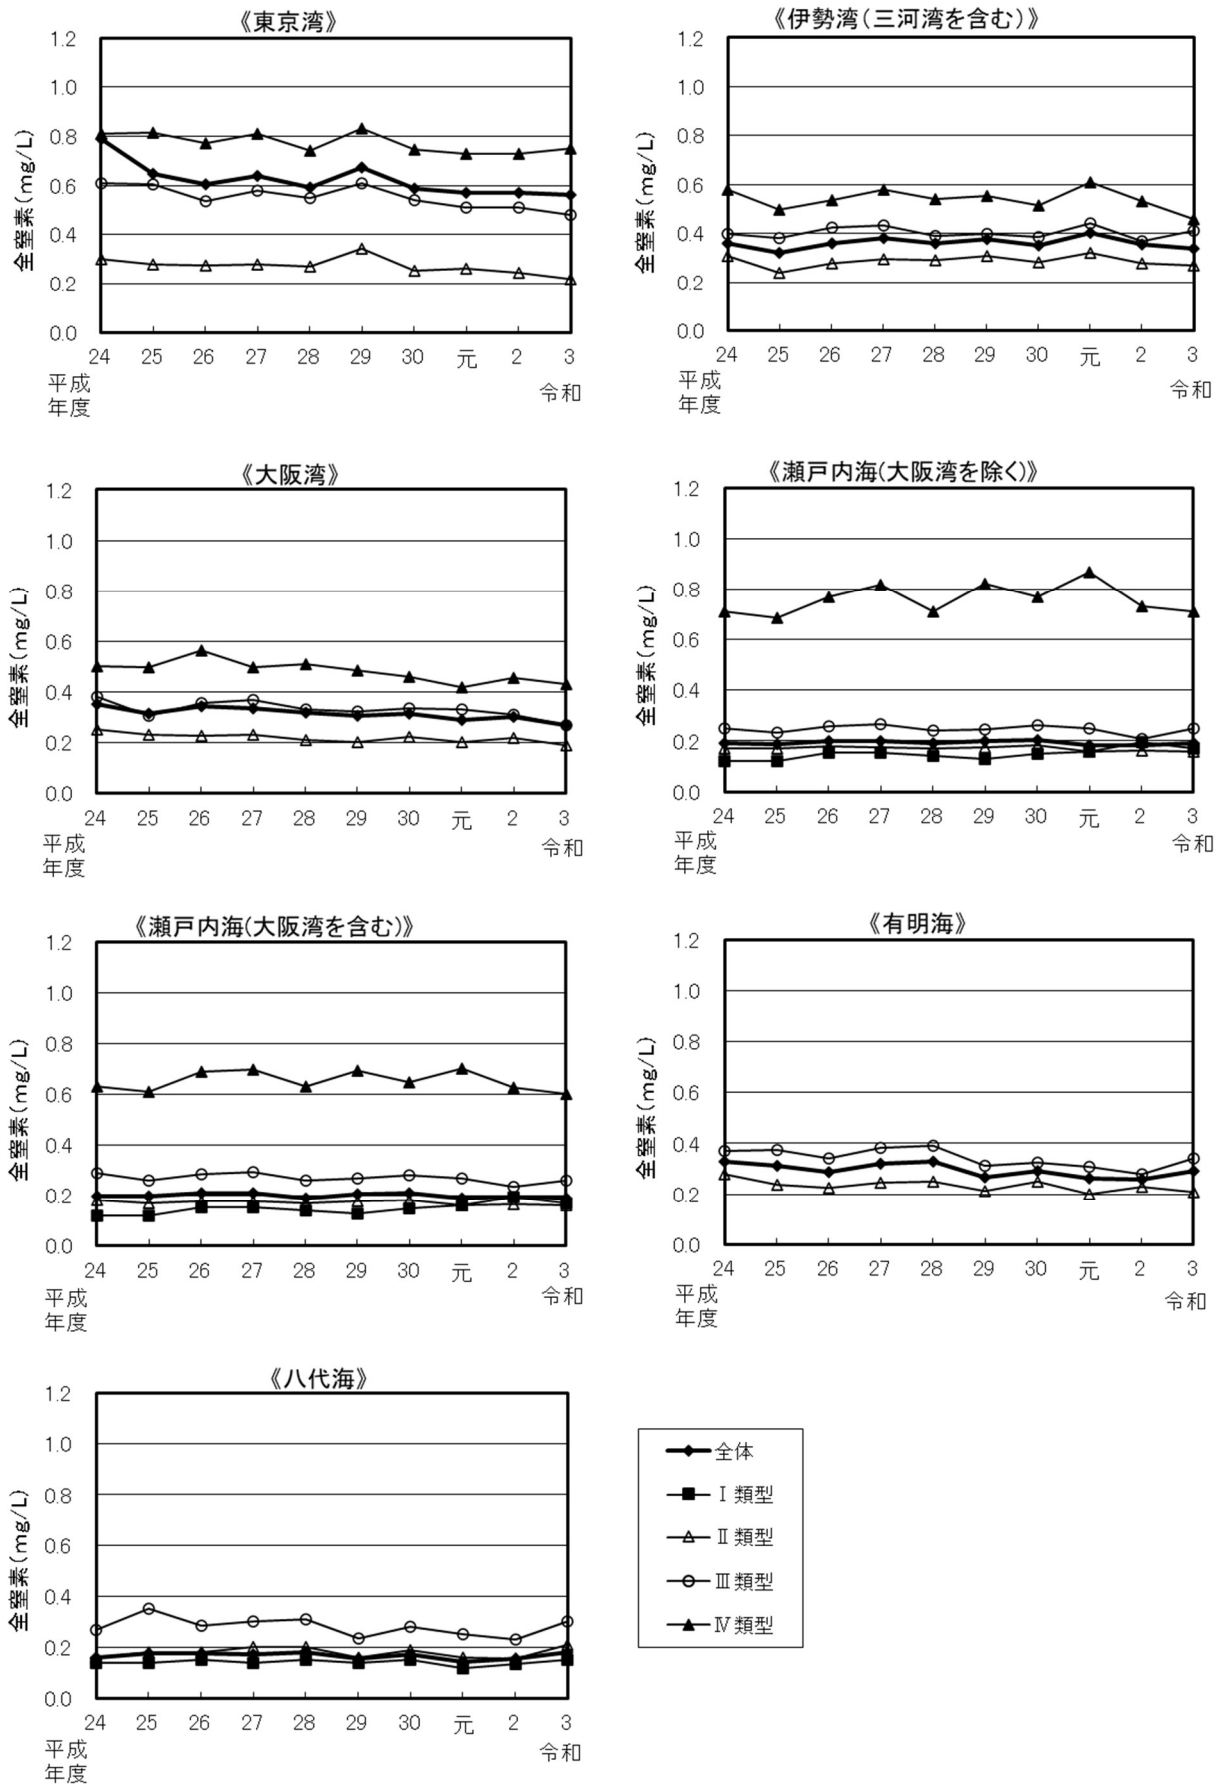 《東京湾》
全窒素(mg/L)
1.2
1.0
0.8
0.6
0.4
0.2
0.0
24 25 26 27 28 29 30 元 2 3
平成 令和
年度
《伊勢湾(三河湾を含む)》
全窒素(mg/L)
1.2
1.0
0.8
0.6
0.4
0.2
0.0
24 25 26 27 28 29 30 元 2 3
平成 令和
年度
《大阪湾》
全窒素(mg/L)
1.2
1.0
0.8
0.6
0.4
0.2
0.0
24 25 26 27 28 29 30 元 2 3
平成 令和
年度
《瀬戸内海(大阪湾を除く)》
全窒素(mg/L)
1.2
1.0
0.8
0.6
0.4
0.2
0.0
24 25 26 27 28 29 30 元 2 3
平成 令和
年度
《瀬戸内海(大阪湾を含む)》
全窒素(mg/L)
1.2
1.0
0.8
0.6
0.4
0.2
0.0
24 25 26 27 28 29 30 元 2 3
平成 令和
年度
《有明海》
全窒素(mg/L)
1.2
1.0
0.8
0.6
0.4
0.2
0.0
24 25 26 27 28 29 30 元 2 3
平成 令和
年度
《八代海》
全窒素(mg/L)
1.2
1.0
0.8
0.6
0.4
0.2
0.0
24 25 26 27 28 29 30 元 2 3
平成 令和
年度
全体
Ⅰ類型
Ⅱ類型
Ⅲ類型
Ⅳ類型